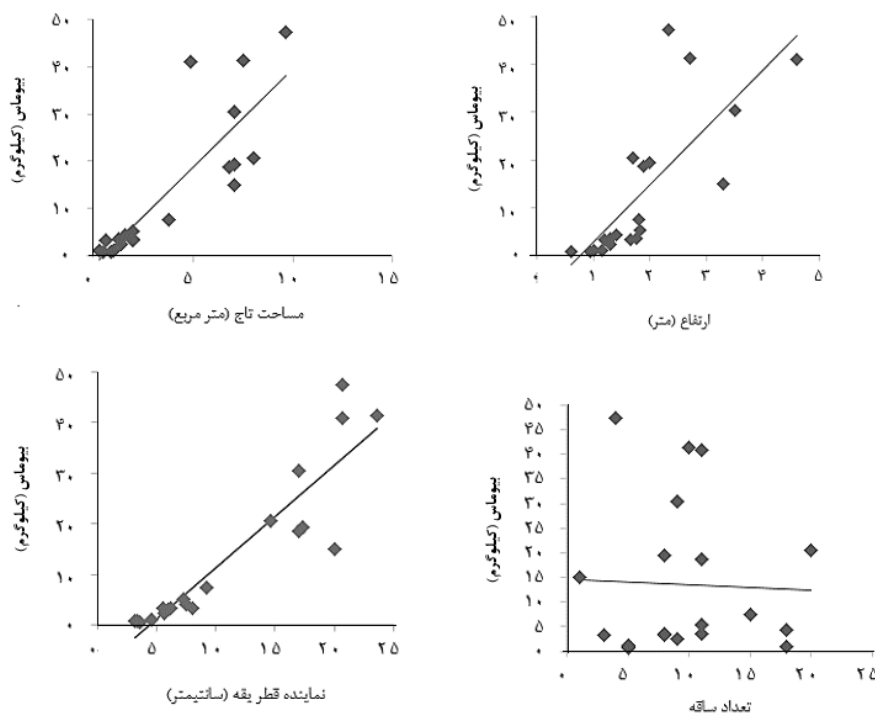 ۵۰
۴۰
۳۰
۲۰
۱۰
۰
بیوماس (کیلوگرم)
۰ ۵ ۱۰ ۱۵
مساحت تاج (متر مربع)
۵۰
۴۰
۳۰
۲۰
۱۰
۰
بیوماس (کیلوگرم)
۰ ۱ ۲ ۳ ۴ ۵
ارتفاع (متر)
۵۰
۴۰
۳۰
۲۰
۱۰
۰
بیوماس (کیلوگرم)
۰ ۵ ۱۰ ۱۵ ۲۰ ۲۵
نماینده قطر یقه (سانتیمتر)
۵۰
۴۵
۴۰
۳۵
۳۰
۲۵
۲۰
۱۵
۱۰
۵
۰
بیوماس (کیلوگرم)
۰ ۵ ۱۰ ۱۵ ۲۰ ۲۵
تعداد ساقه